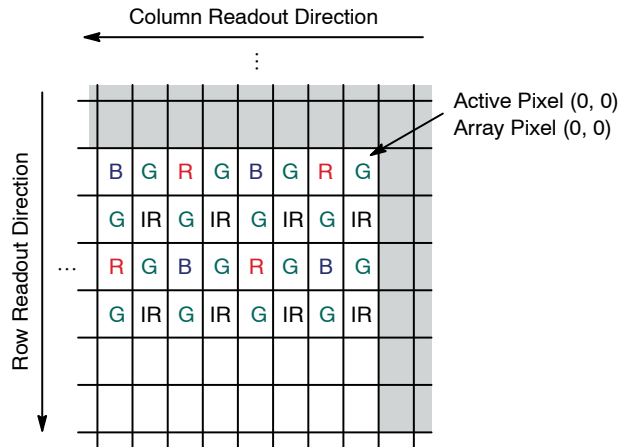 Column Readout Direction
⋮
Active Pixel (0, 0)
Array Pixel (0, 0)
Row Readout Direction
B G R G B G R G
G IR G IR G IR G IR
... R G B G R G B G
G IR G IR G IR G IR